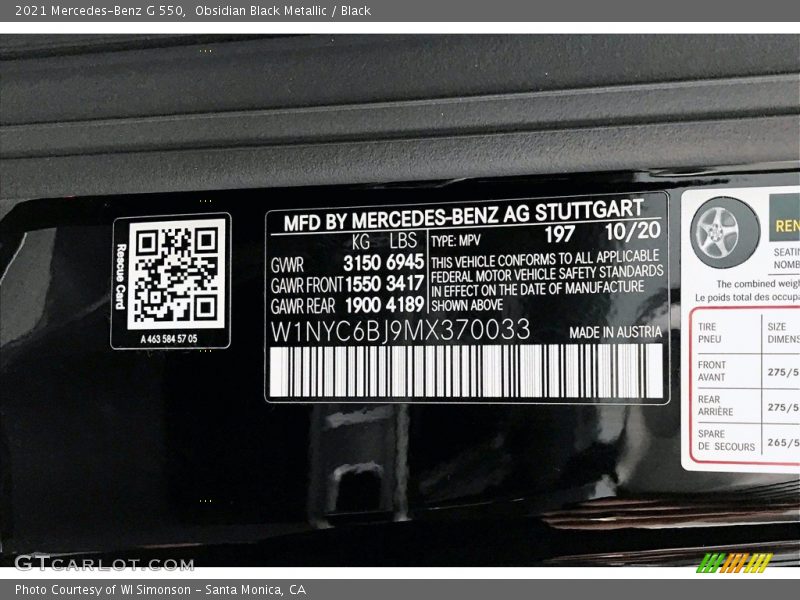 2021 Mercedes-Benz G 550,  Obsidian Black Metallic / Black
Rescue Card
A 463 584 57 05
MFD BY MERCEDES-BENZ AG STUTTGART
KG LBS
GVWR 3150 6945
GAWR FRONT 1550 3417
GAWR REAR 1900 4189
TYPE: MPV 197 10/20
THIS VEHICLE CONFORMS TO ALL APPLICABLE
FEDERAL MOTOR VEHICLE SAFETY STANDARDS
IN EFFECT ON THE DATE OF MANUFACTURE
SHOWN ABOVE
W1NYC6BJ9MX370033 MADE IN AUSTRIA
The combined
Le poids total des
TIRE
PNEU
SIZE
FRONT
AVANT
275/5
REAR
ARRIÈRE
275/5
SPARE
DE SECOURS
265/5
GTCARLOT.COM
Photo Courtesy of WI Simonson - Santa Monica, CA